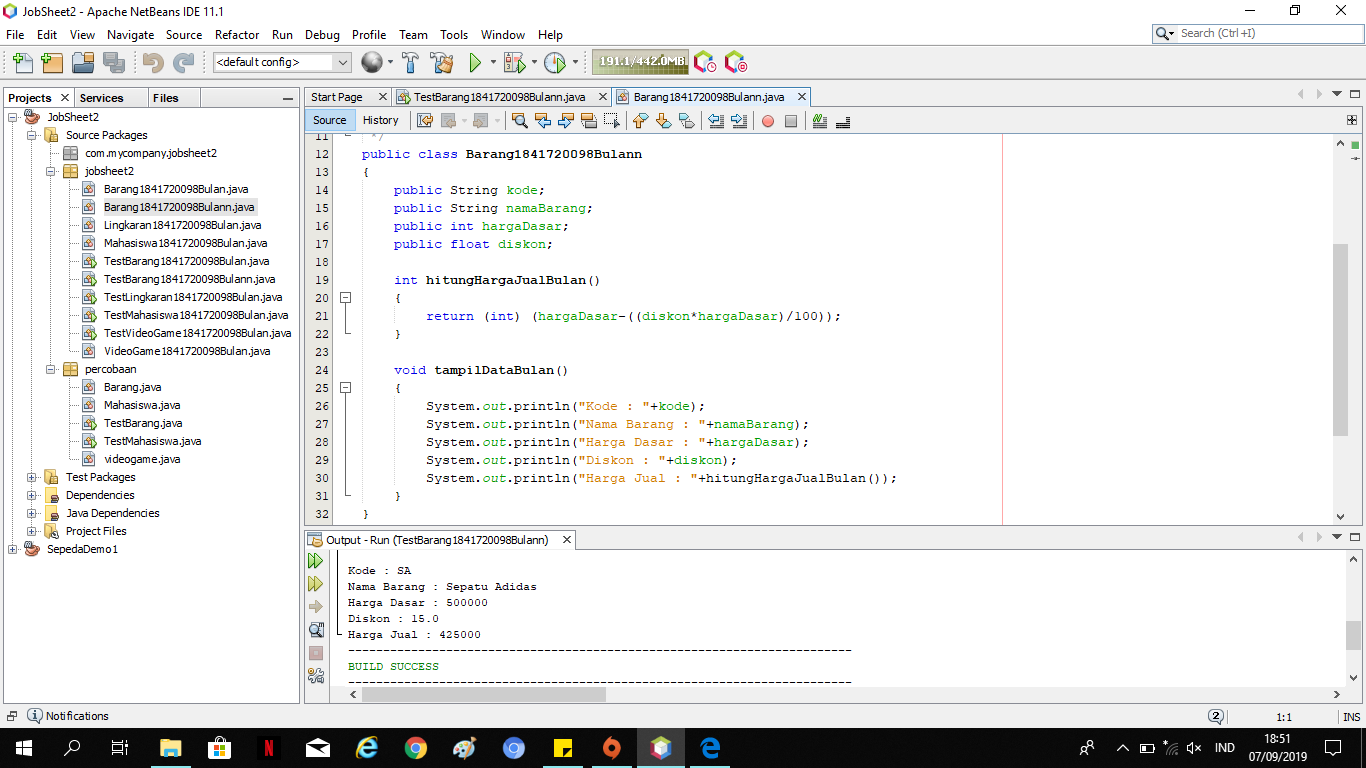 JobSheet2 - Apache NetBeans IDE 11.1
File Edit View Navigate Source Refactor Run Debug Profile Team Tools Window Help
Search (Ctrl+I)
<default config>
191.1/442.0MB
Projects Services Files
JobSheet2
Source Packages
com.mycompany.jobsheet2
jobsheet2
Barang1841720098Bulan.java
Barang1841720098Bulann.java
Lingkaran1841720098Bulan.java
Mahasiswa1841720098Bulan.java
TestBarang1841720098Bulan.java
TestBarang1841720098Bulann.java
TestLingkaran1841720098Bulan.java
TestMahasiswa1841720098Bulan.java
TestVideoGame1841720098Bulan.java
VideoGame1841720098Bulan.java
percobaan
Barang.java
Mahasiswa.java
TestBarang.java
TestMahasiswa.java
videogame.java
Test Packages
Dependencies
Java Dependencies
Project Files
SepedaDemo1
Start Page TestBarang1841720098Bulann.java Barang1841720098Bulann.java
Source History
11 */
12 public class Barang1841720098Bulann
13 {
14 public String kode;
15 public String namaBarang;
16 public int hargaDasar;
17 public float diskon;
18
19 int hitungHargaJualBulan()
20 {
21 return (int) (hargaDasar-((diskon*hargaDasar)/100));
22 }
23
24 void tampilDataBulan()
25 {
26 System.out.println("Kode : "+kode);
27 System.out.println("Nama Barang : "+namaBarang);
28 System.out.println("Harga Dasar : "+hargaDasar);
29 System.out.println("Diskon : "+diskon);
30 System.out.println("Harga Jual : "+hitungHargaJualBulan());
31 }
32 }
Output - Run (TestBarang1841720098Bulann)
Kode : SA
Nama Barang : Sepatu Adidas
Harga Dasar : 500000
Diskon : 15.0
Harga Jual : 425000
------------------------------------------------------------------------
BUILD SUCCESS
------------------------------------------------------------------------
Notifications
2
1:1
INS
IND
18:51
07/09/2019